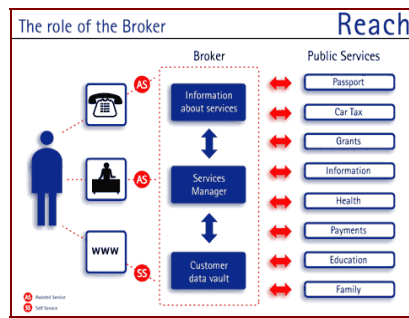 The role of the Broker
Reach
Broker
Public Services
AS
Information
about services
Passport
Car Tax
Grants
AS
Services
Manager
Information
Health
www
SS
Customer
data vault
Payments
Education
Family
AS Assisted Service
SS Self Service